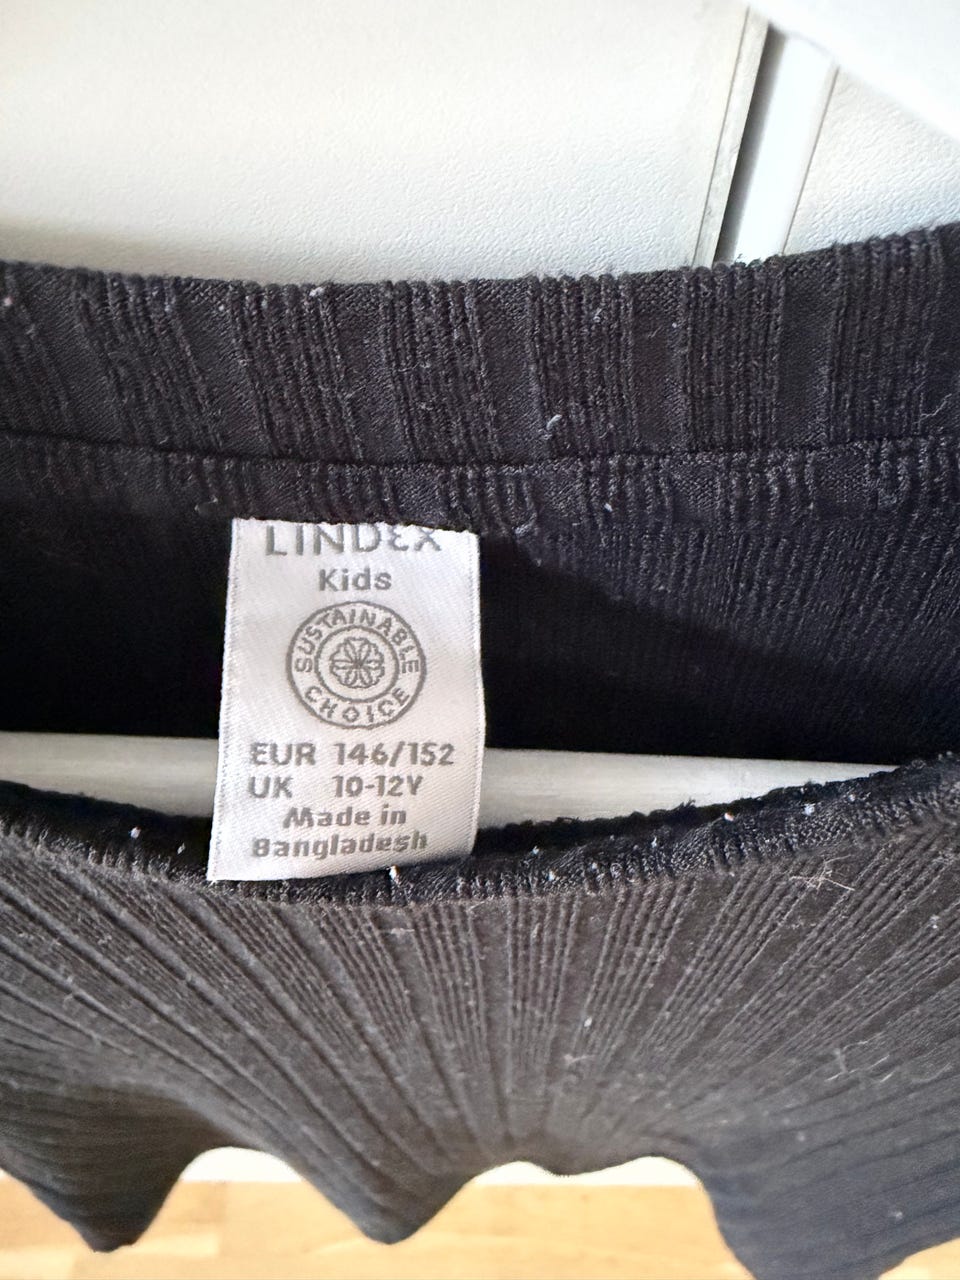 LINDEX
Kids
SUSTAINABLE
CHOICE
EUR 146/152
UK 10-12Y
Made in
Bangladesh